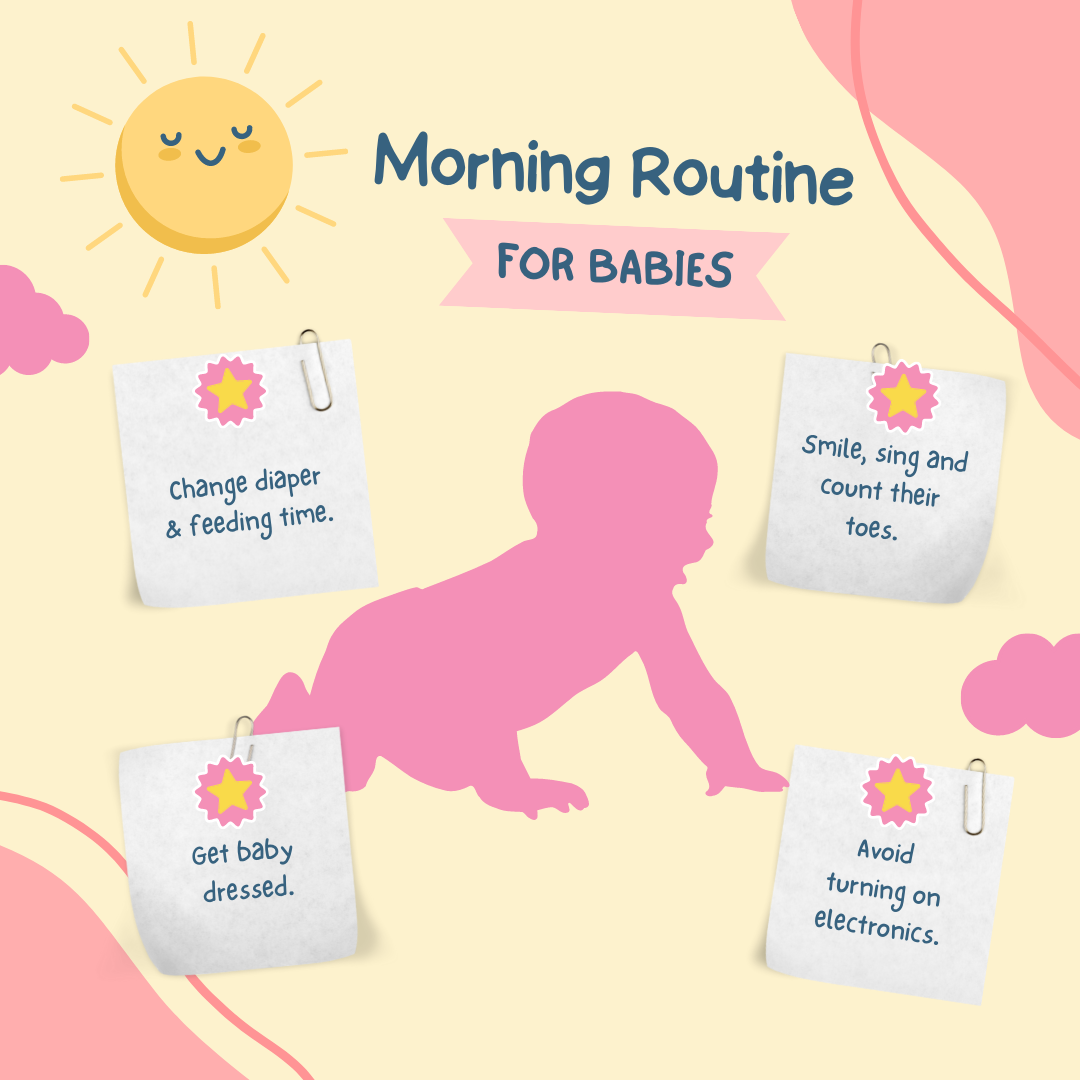 Morning Routine
FOR BABIES
Change diaper
& feeding time.
Smile, sing and
count their
toes.
Get baby
dressed.
Avoid
turning on
electronics.